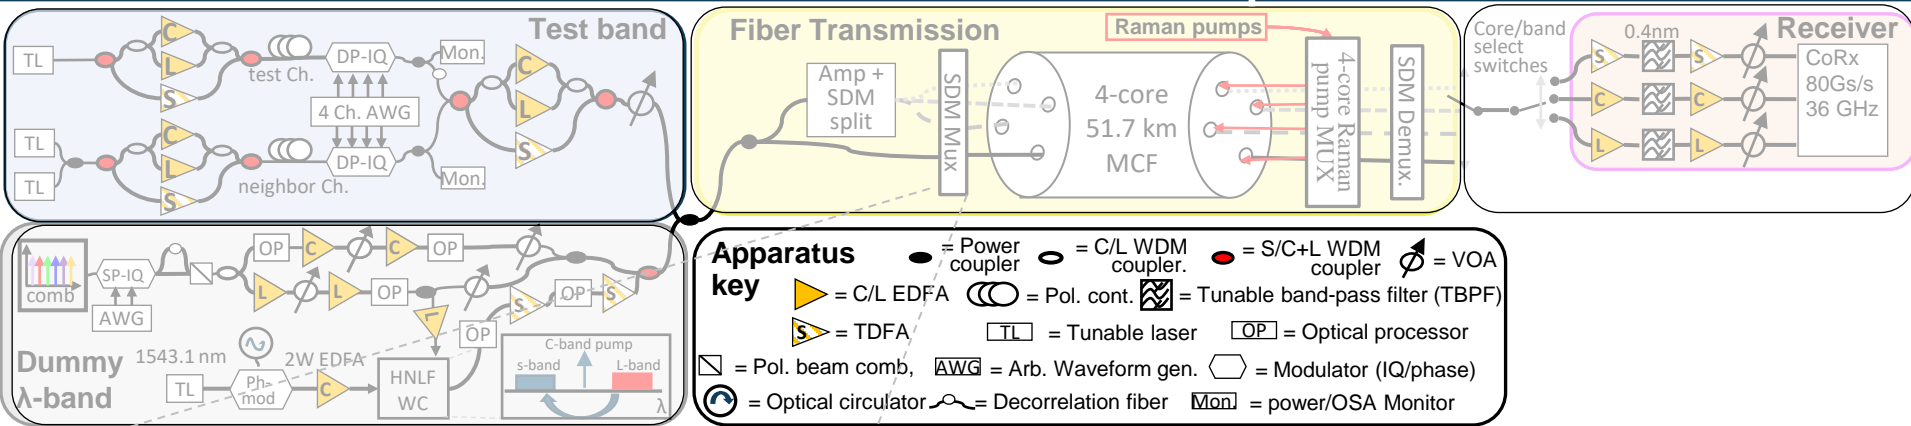 Test band
TL
C
L
S
test Ch.
DP-IQ
Mon.
4 Ch. AWG
C
L
S
TL
TL
C
L
S
neighbor Ch.
DP-IQ
Mon.
Fiber Transmission
Raman pumps
Amp +
SDM
split
SDM Mux
4-core
51.7 km
MCF
4-core Raman
pump MUX
SDM Demux.
Core/band
select
switches
0.4nm
Receiver
S
S
C
C
L
L
CoRx
80Gs/s
36 GHz
comb
SP-IQ
AWG
OP
C
C
OP
L
L
OP
L
OP
S
OP
S
Dummy
λ-band
1543.1 nm
TL
Ph-
mod
2W EDFA
C
HNLF
WC
C-band pump
s-band
L-band
λ
Apparatus
key
= Power
coupler
= C/L WDM
coupler.
= S/C+L WDM
coupler
= VOA
= C/L EDFA
= Pol. cont.
= Tunable band-pass filter (TBPF)
S = TDFA
TL = Tunable laser
OP = Optical processor
= Pol. beam comb,
AWG = Arb. Waveform gen.
= Modulator (IQ/phase)
= Optical circulator
= Decorrelation fiber
Mon. = power/OSA Monitor